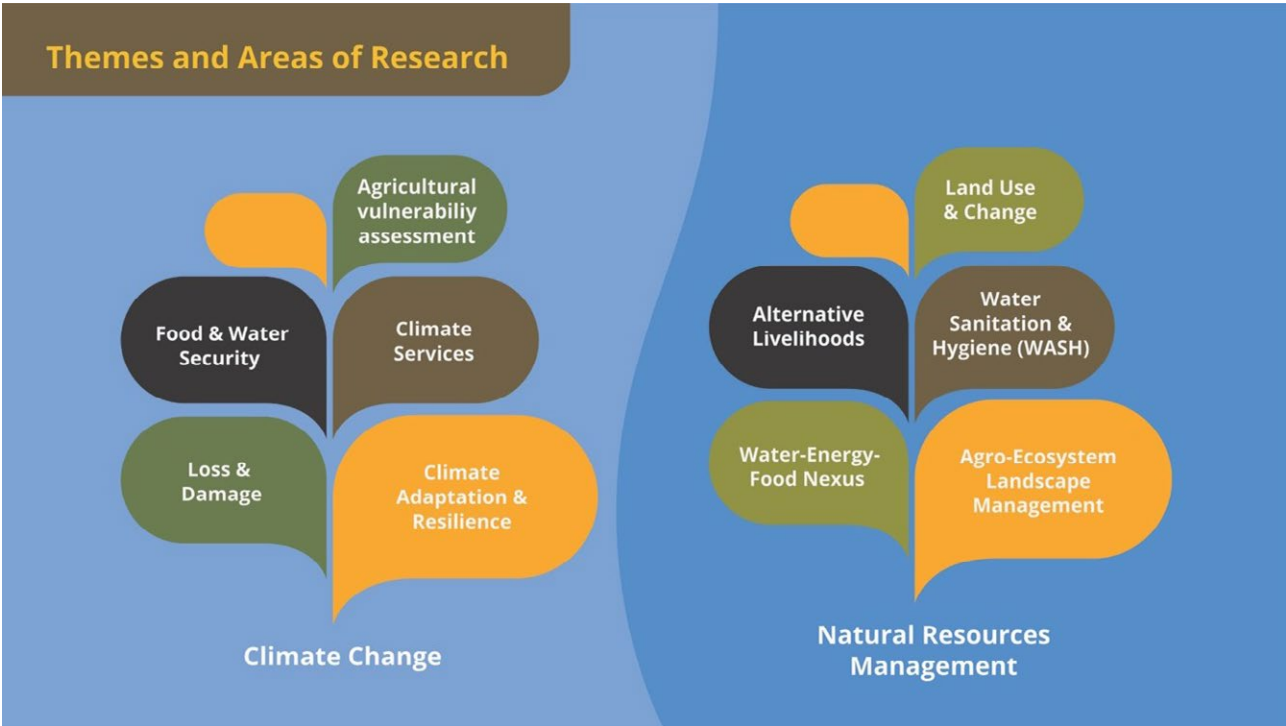 Themes and Areas of Research
Agricultural
vulnerabiliy
assessment
Food & Water
Security
Climate
Services
Loss &
Damage
Climate
Adaptation &
Resilience
Climate Change
Land Use
& Change
Alternative
Livelihoods
Water
Sanitation &
Hygiene (WASH)
Water-Energy-
Food Nexus
Agro-Ecosystem
Landscape
Management
Natural Resources
Management